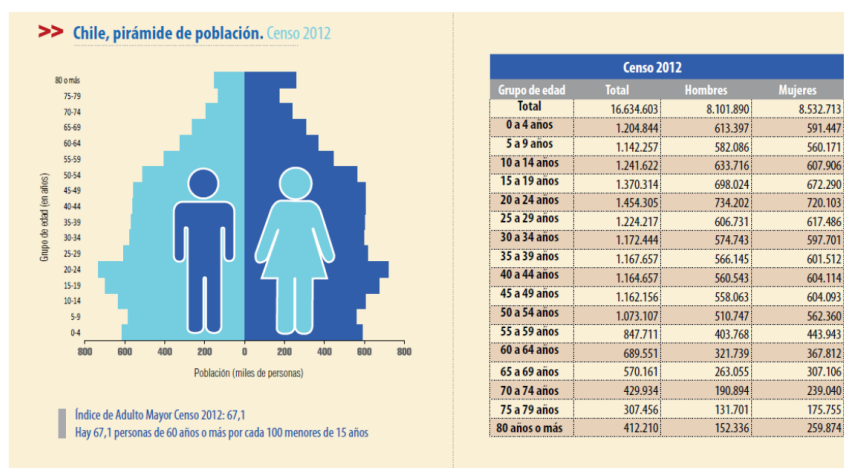 >> Chile, pirámide de población. Censo 2012
80 o más
75-79
70-74
65-69
60-64
55-59
50-54
45-49
40-44
35-39
30-34
25-29
20-24
15-19
10-14
5-9
0-4
Grupo de edad (en años)
800 600 400 200 0 200 400 600 800
Población (miles de personas)
Índice de Adulto Mayor Censo 2012: 67,1
Hay 67,1 personas de 60 años o más por cada 100 menores de 15 años
Censo 2012
Grupo de edad Total Hombres Mujeres
Total 16.634.603 8.101.890 8.532.713
0 a 4 años 1.204.844 613.397 591.447
5 a 9 años 1.142.257 582.086 560.171
10 a 14 años 1.241.622 633.716 607.906
15 a 19 años 1.370.314 698.024 672.290
20 a 24 años 1.454.305 734.202 720.103
25 a 29 años 1.224.217 606.731 617.486
30 a 34 años 1.172.444 574.743 597.701
35 a 39 años 1.167.657 566.145 601.512
40 a 44 años 1.164.657 560.543 604.114
45 a 49 años 1.162.156 558.063 604.093
50 a 54 años 1.073.107 510.747 562.360
55 a 59 años 847.711 403.768 443.943
60 a 64 años 689.551 321.739 367.812
65 a 69 años 570.161 263.055 307.106
70 a 74 años 429.934 190.894 239.040
75 a 79 años 307.456 131.701 175.755
80 años o más 412.210 152.336 259.874